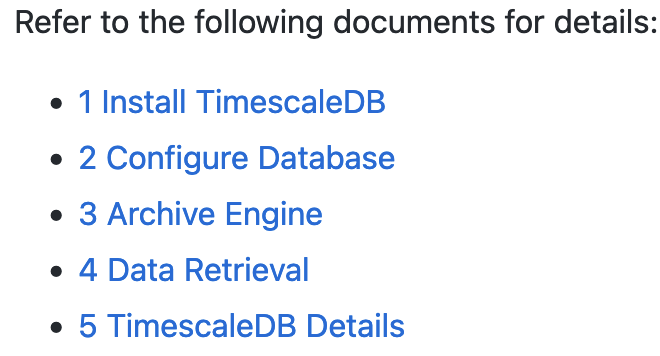 Refer to the following documents for details:
• 1 Install TimescaleDB
• 2 Configure Database
• 3 Archive Engine
• 4 Data Retrieval
• 5 TimescaleDB Details